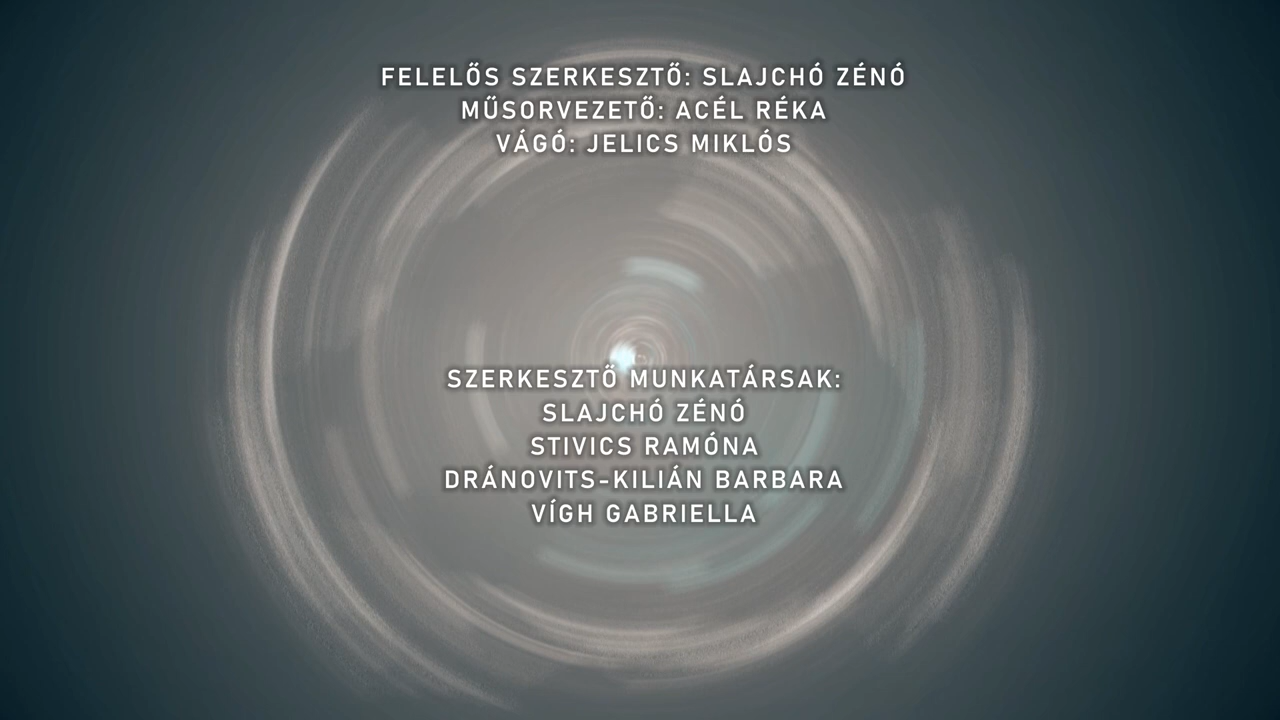 FELELŐS SZERKESZTŐ: SLAJCHÓ ZÉNÓ
MŰSORVEZETŐ: ACÉL RÉKA
VÁGÓ: JELICS MIKLÓS
SZERKESZTŐ MUNKATÁRSAK:
SLAJCHÓ ZÉNÓ
STIVICS RAMÓNA
DRÁNOVITS-KILIÁN BARBARA
VÍGH GABRIELLA